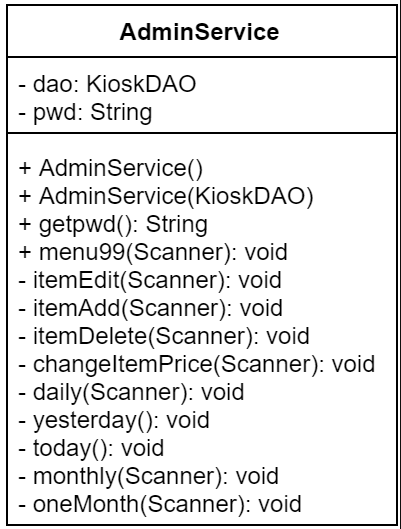 AdminService
- dao: KioskDAO
- pwd: String
+ AdminService()
+ AdminService(KioskDAO)
+ getpwd(): String
+ menu99(Scanner): void
- itemEdit(Scanner): void
- itemAdd(Scanner): void
- itemDelete(Scanner): void
- changeItemPrice(Scanner): void
- daily(Scanner): void
- yesterday(): void
- today(): void
- monthly(Scanner): void
- oneMonth(Scanner): void